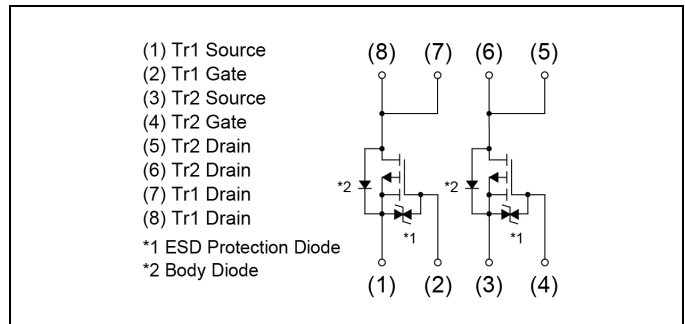 (1) Tr1 Source
(2) Tr1 Gate
(3) Tr2 Source
(4) Tr2 Gate
(5) Tr2 Drain
(6) Tr2 Drain
(7) Tr1 Drain
(8) Tr1 Drain
*1 ESD Protection Diode
*2 Body Diode
(8) (7) (6) (5)
*2 *2
*1 *1
(1) (2) (3) (4)